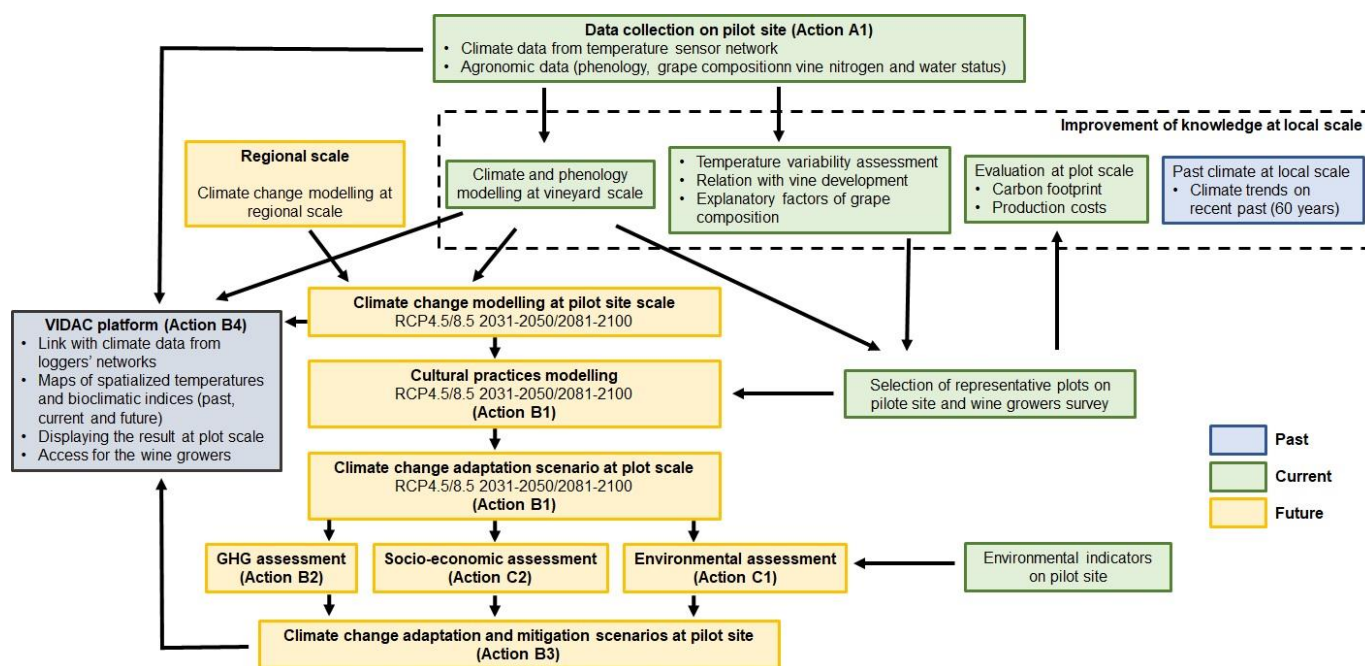 Data collection on pilot site (Action A1)
• Climate data from temperature sensor network
• Agronomic data (phenology, grape compositionn vine nitrogen and water status)
Improvement of knowledge at local scale
Regional scale
Climate change modelling at
regional scale
Climate and phenology
modelling at vineyard scale
• Temperature variability assessment
• Relation with vine development
• Explanatory factors of grape
composition
Evaluation at plot scale
• Carbon footprint
• Production costs
Past climate at local scale
• Climate trends on
recent past (60 years)
Climate change modelling at pilot site scale
RCP4.5/8.5 2031-2050/2081-2100
VIDAC platform (Action B4)
• Link with climate data from
loggers' networks
• Maps of spatialized temperatures
and bioclimatic indices (past,
current and future)
• Displaying the result at plot scale
• Access for the wine growers
Cultural practices modelling
RCP4.5/8.5 2031-2050/2081-2100
(Action B1)
Selection of representative plots on
pilote site and wine growers survey
Climate change adaptation scenario at plot scale
RCP4.5/8.5 2031-2050/2081-2100
(Action B1)
Past
Current
Future
GHG assessment
(Action B2)
Socio-economic assessment
(Action C2)
Environmental assessment
(Action C1)
Environmental indicators
on pilot site
Climate change adaptation and mitigation scenarios at pilot site
(Action B3)